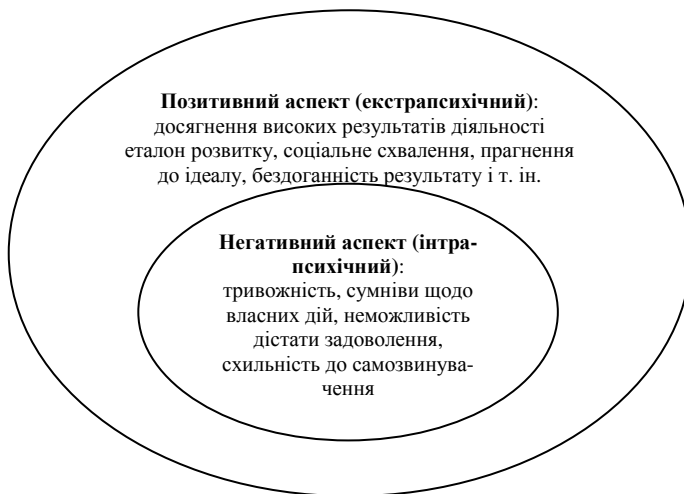 Позитивний аспект (екстрапсихічний):
досягнення високих результатів діяльності
еталон розвитку, соціальне схвалення, прагнення
до ідеалу, бездоганність результату і т. ін.
Негативний аспект (інтра-
психічний):
тривожність, сумніви щодо
власних дій, неможливість
дістати задоволення,
схильність до самозвинува-
чення